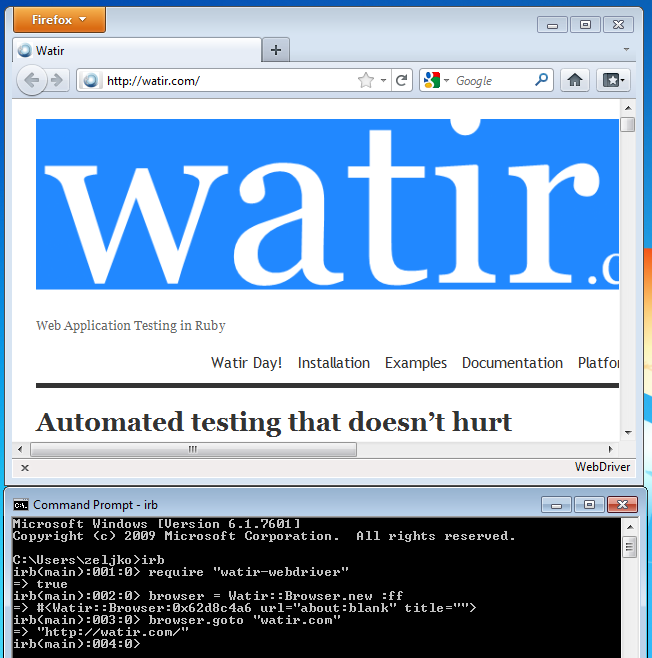 Firefox
Watir
http://watir.com/
Google
watir.c
Web Application Testing in Ruby
Watir Day! Installation Examples Documentation Platfo
Automated testing that doesn't hurt
WebDriver
Command Prompt - irb
Microsoft Windows [Version 6.1.7601]
Copyright (c) 2009 Microsoft Corporation.  All rights reserved.
C:\Users\zeljko>irb
irb(main):001:0> require "watir-webdriver"
=> true
irb(main):002:0> browser = Watir::Browser.new :ff
=> #<Watir::Browser:0x62d8c4a6 url="about:blank" title="">
irb(main):003:0> browser.goto "watir.com"
=> "http://watir.com/"
irb(main):004:0>